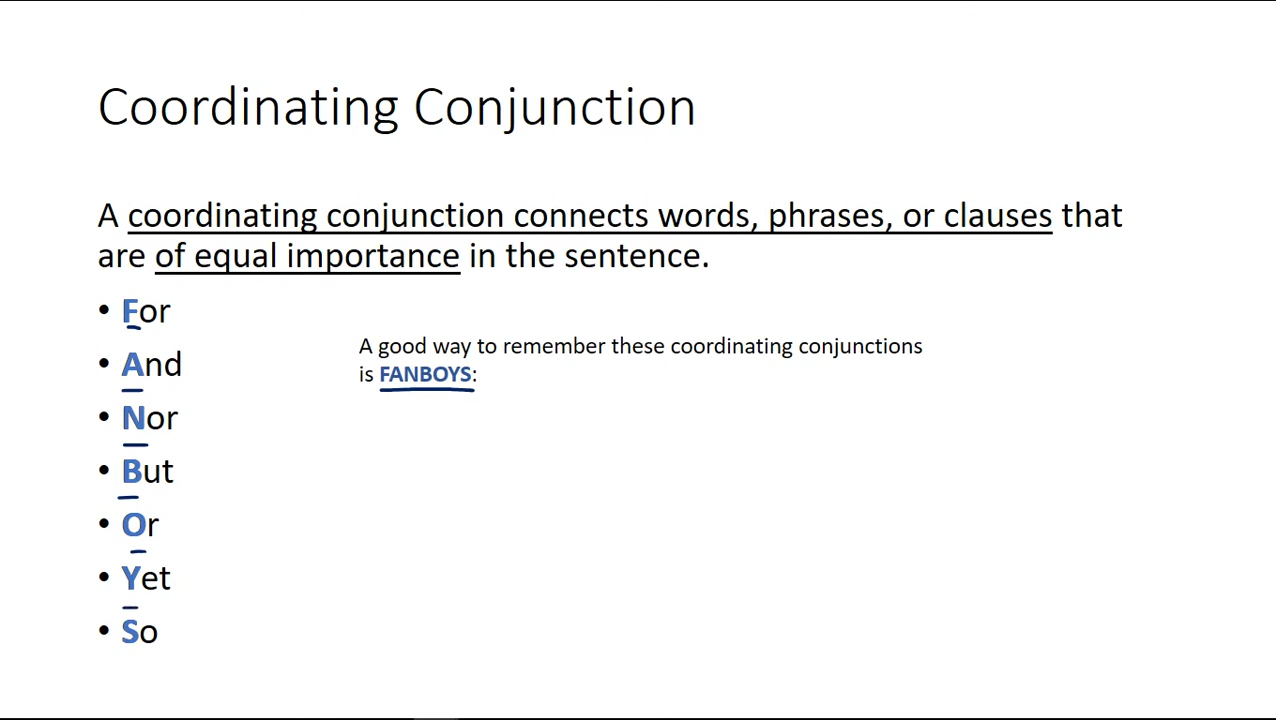 Coordinating Conjunction
A coordinating conjunction connects words, phrases, or clauses that
are of equal importance in the sentence.
• For
A good way to remember these coordinating conjunctions
is FANBOYS:
• And
• Nor
• But
• Or
• Yet
• So